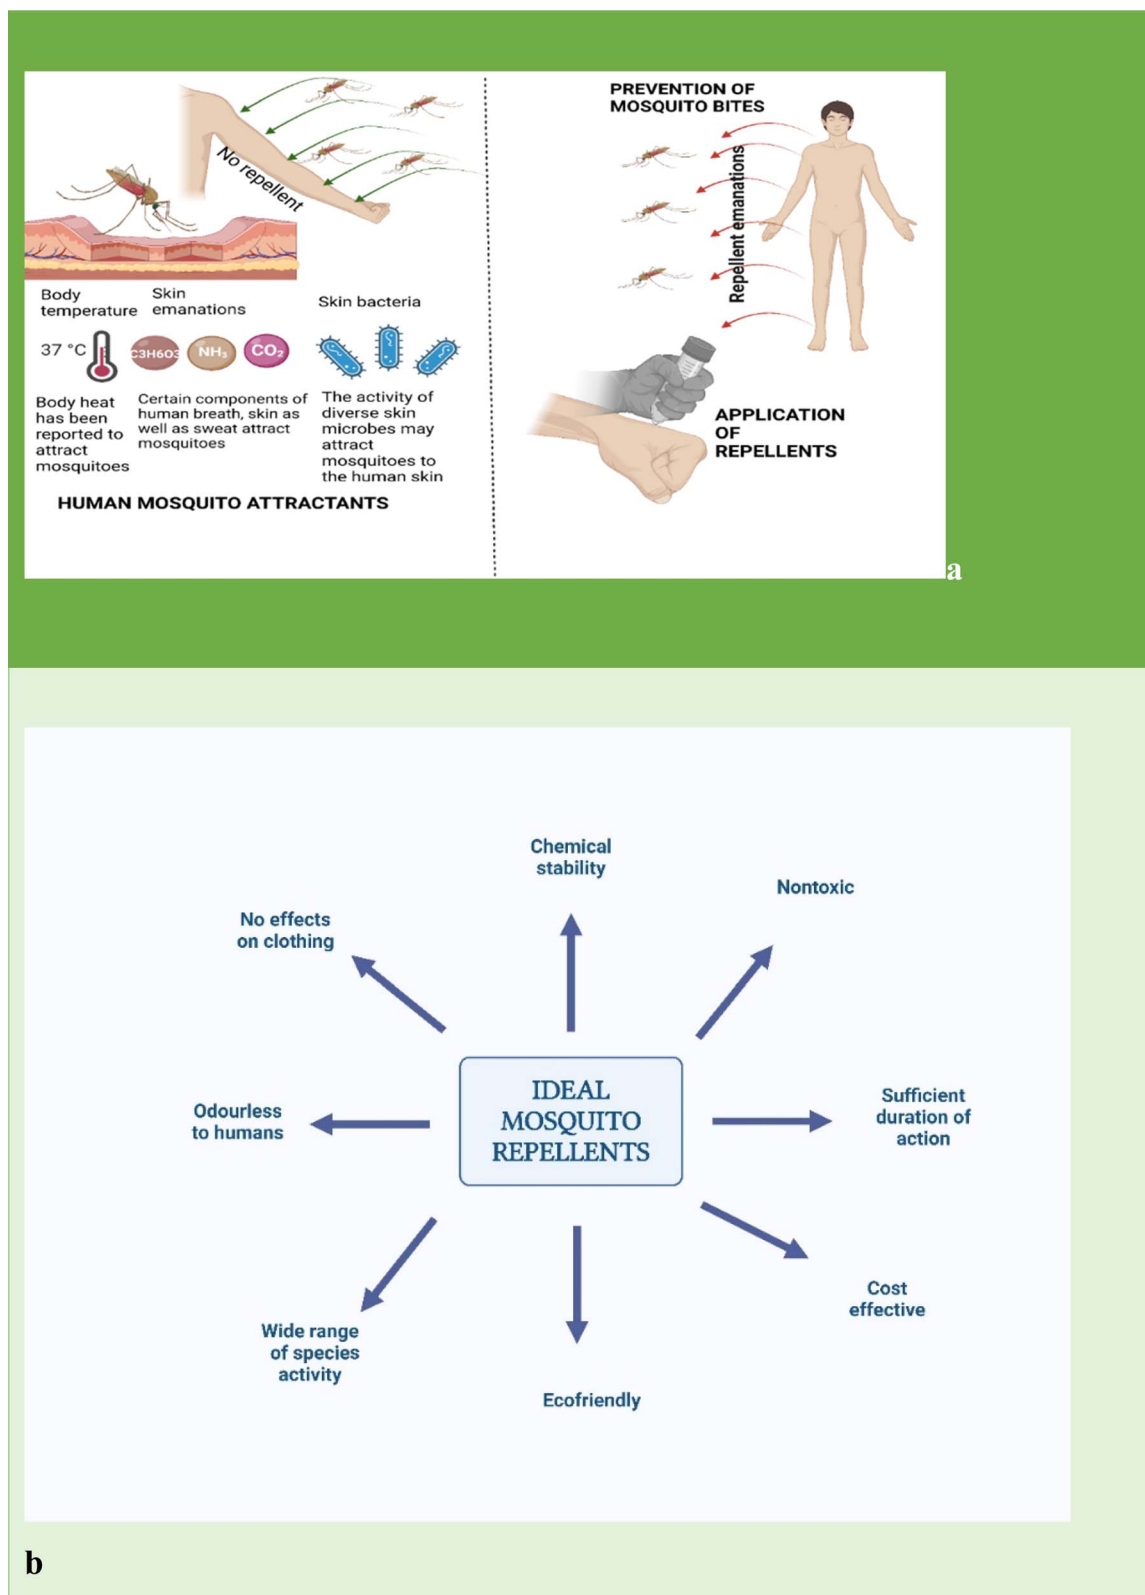 No repellent
Body
temperature
Skin
emanations
Skin bacteria
37 °C
C3H6O3
NH₃
CO₂
Body heat
has been
reported to
attract
mosquitoes
Certain components of
human breath, skin as
well as sweat attract
mosquitoes
The activity of
diverse skin
microbes may
attract
mosquitoes to
the human skin
HUMAN MOSQUITO ATTRACTANTS
PREVENTION OF
MOSQUITO BITES
Repellent emanations
APPLICATION
OF
REPELLENTS
a
Chemical
stability
Nontoxic
No effects
on clothing
IDEAL
MOSQUITO
REPELLENTS
Odourless
to humans
Sufficient
duration of
action
Cost
effective
Wide range
of species
activity
Ecofriendly
b